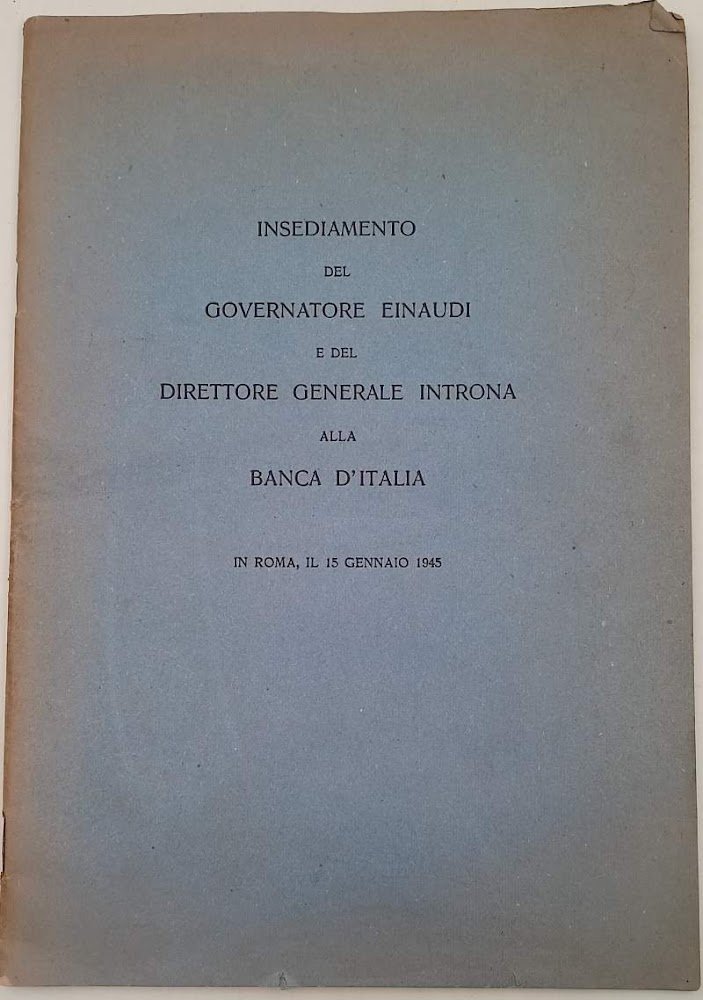 INSEDIAMENTO
DEL
GOVERNATORE EINAUDI
E DEL
DIRETTORE GENERALE INTRONA
ALLA
BANCA D'ITALIA
IN ROMA, IL 15 GENNAIO 1945